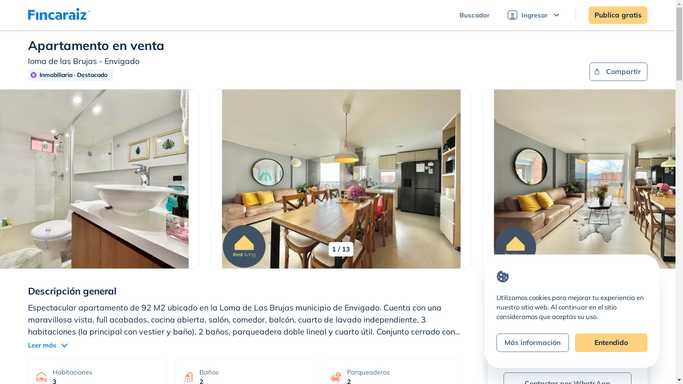 Fincaraiz
Buscador
Ingresar
Publica gratis
Apartamento en venta
loma de las Brujas - Envigado
Inmobiliaria · Destacado
Compartir
Best living
1 / 13
Descripción general
Espectacular apartamento de 92 M2 ubicado en la Loma de Las Brujas municipio de Envigado. Cuenta con una
maravillosa vista, full acabados, cocina abierta, salón, comedor, balcón, cuarto de lavado independiente, 3
habitaciones (la principal con vestier y baño), 2 baños, parqueadero doble lineal y cuarto útil. Conjunto cerrado con...
Leer más
Habitaciones
3
Baños
2
Parqueaderos
2
Utilizamos cookies para mejorar tu experiencia en
nuestro sitio web. Al continuar en el sitio
consideramos que aceptas su uso.
Más información
Entendido
Contactar por WhatsApp